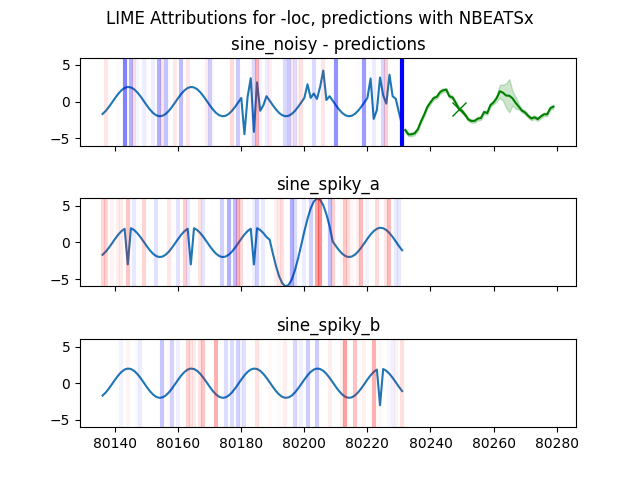 LIME Attributions for -loc, predictions with NBEATSx
sine_noisy - predictions
5
0
−5
sine_spiky_a
5
0
−5
sine_spiky_b
5
0
−5
80140 80160 80180 80200 80220 80240 80260 80280